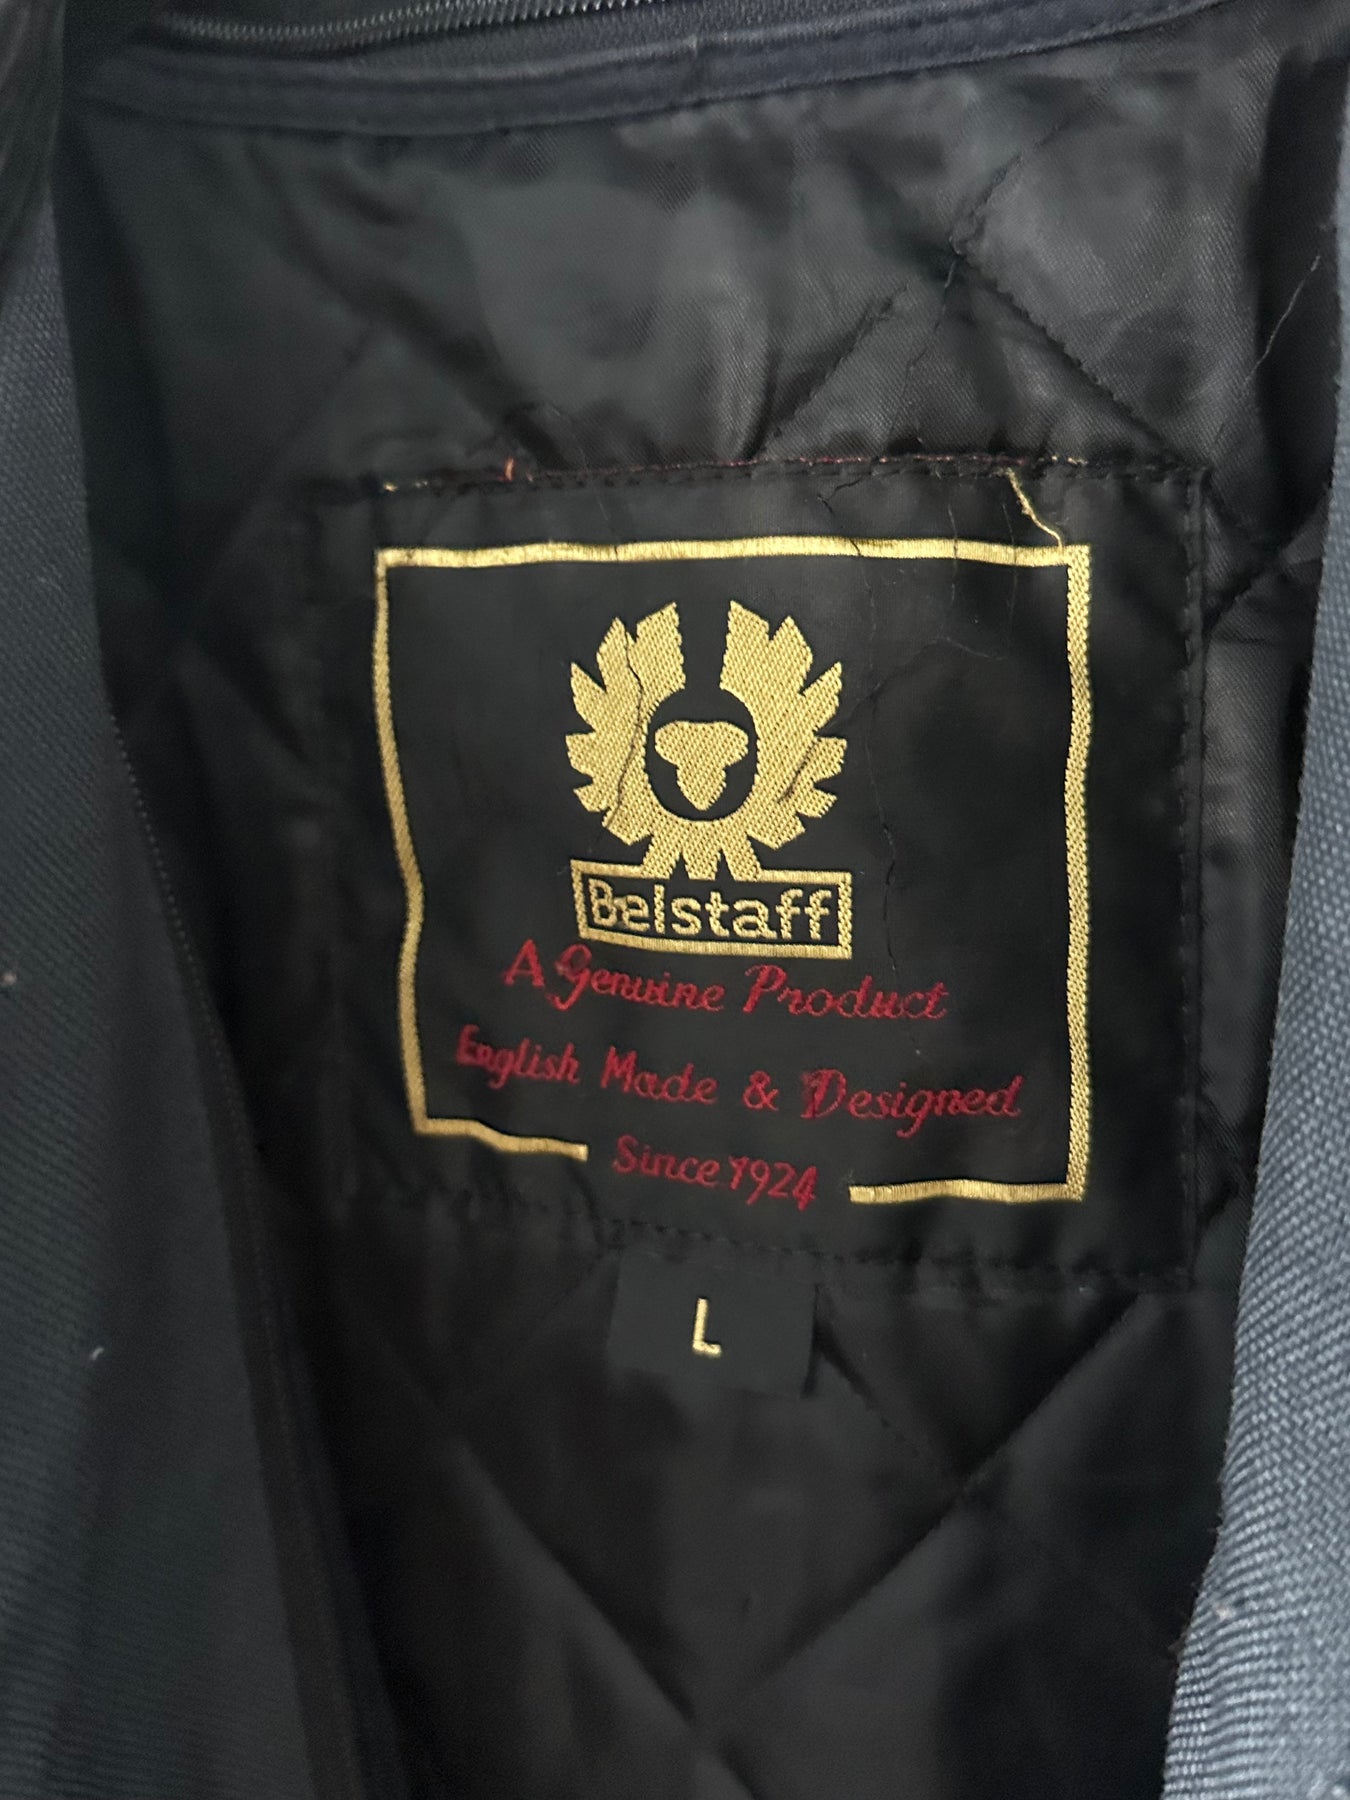 Belstaff
A Genuine Product
English Made & Designed
Since 1924
L